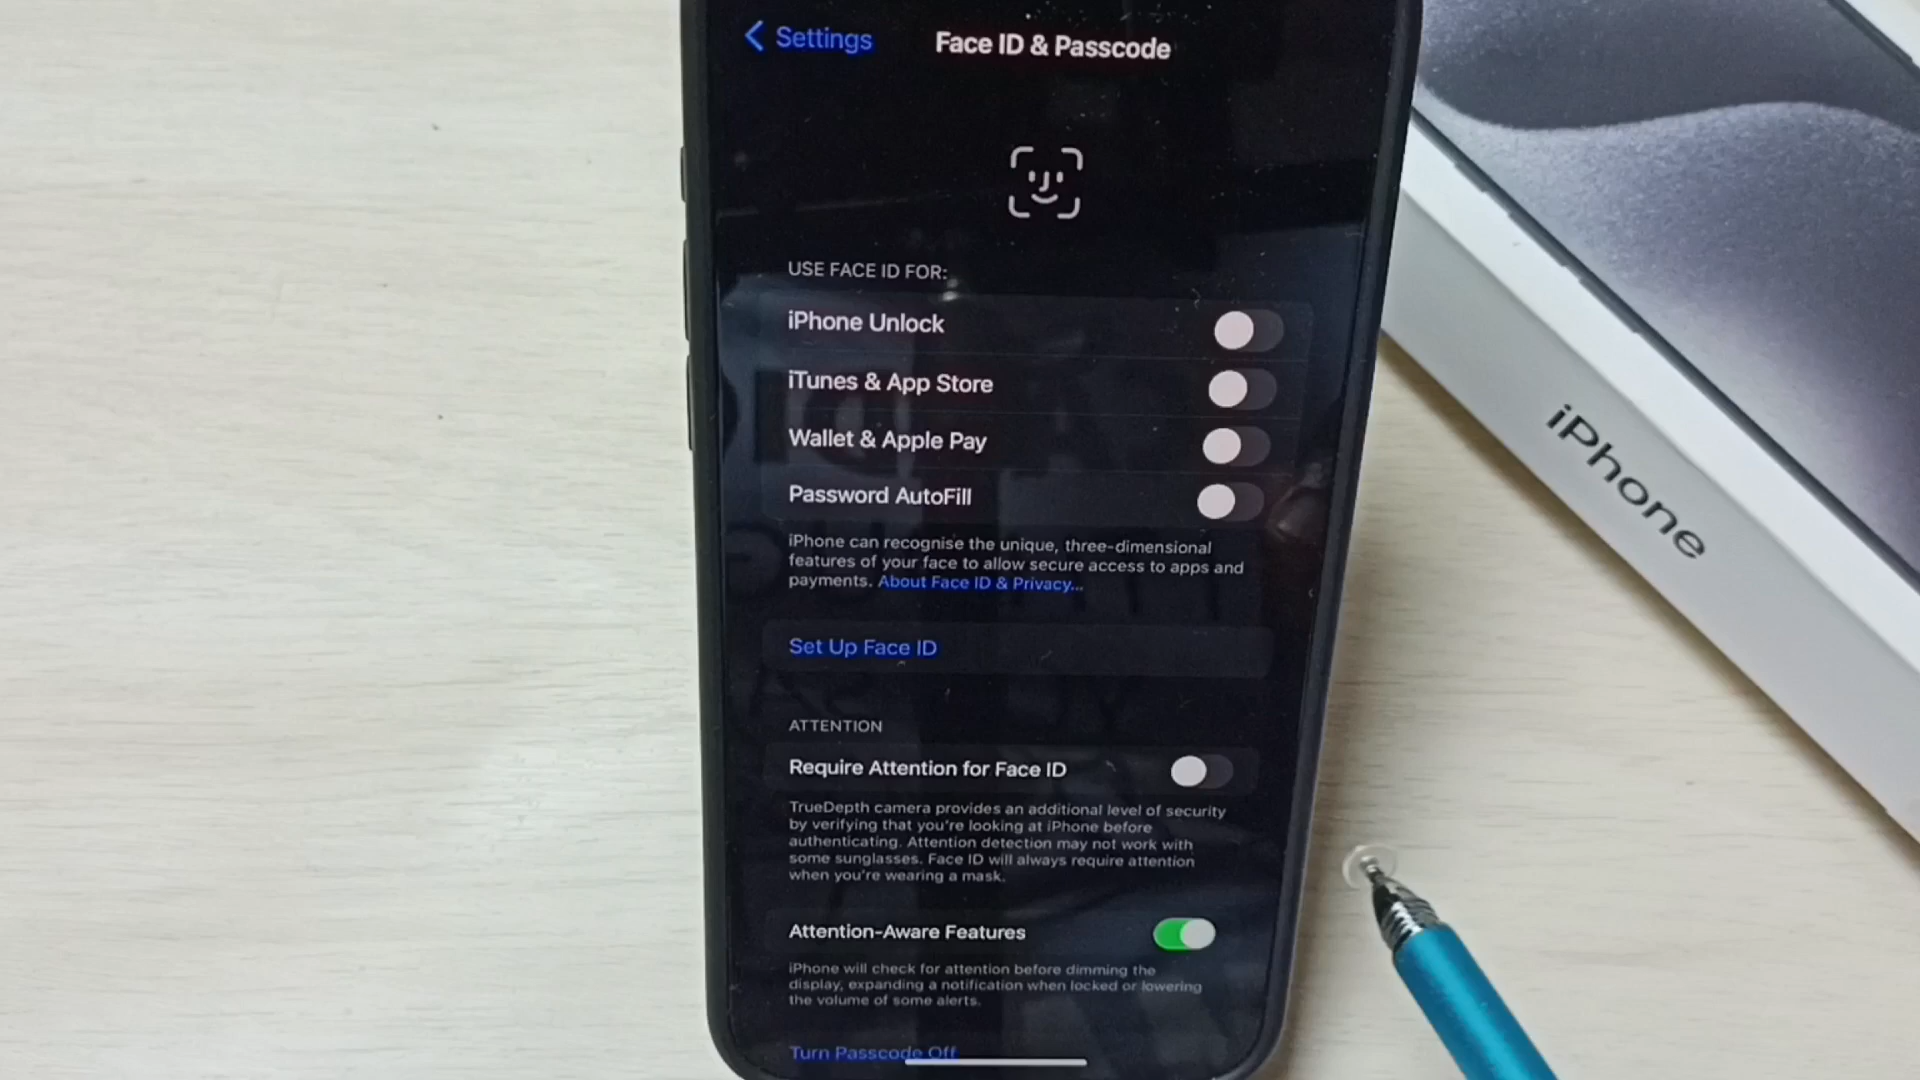 Settings
Face ID & Passcode
USE FACE ID FOR:
iPhone Unlock
iTunes & App Store
Wallet & Apple Pay
Password AutoFill
iPhone can recognise the unique, three-dimensional
features of your face to allow secure access to apps and
payments. About Face ID & Privacy...
Set Up Face ID
ATTENTION
Require Attention for Face ID
TrueDepth camera provides an additional level of security
by verifying that you're looking at iPhone before
authenticating. Attention detection may not work with
some sunglasses. Face ID will always require attention
when you're wearing a mask.
Attention-Aware Features
iPhone will check for attention before dimming the
display, expanding a notification when locked or lowering
the volume of some alerts.
Turn Passcode Off
iPhone